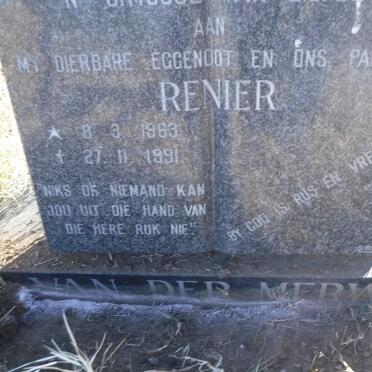 AAN
MY DIERBARE EGGENOOT EN ONS PA
RENIER
8 3 1963
27 11 1991
"NIKS OF NIEMAND KAN
JOU UIT DIE HAND VAN
DIE HERE RUK NIE."
BY GOD IS RUS EN VRE
VAN DER MERW